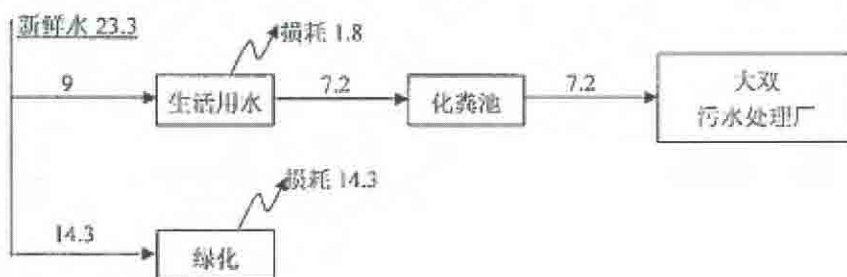 新鲜水 23.3
损耗 1.8
9
生活用水
7.2
化粪池
7.2
大双
污水处理厂
损耗 14.3
14.3
绿化